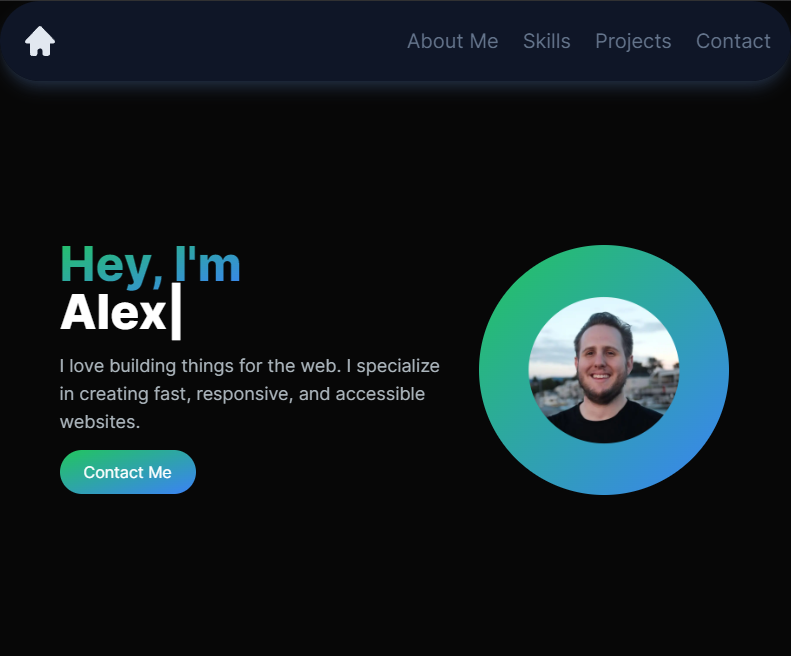 About Me Skills Projects Contact
Hey, I'm
Alex|
I love building things for the web. I specialize
in creating fast, responsive, and accessible
websites.
Contact Me